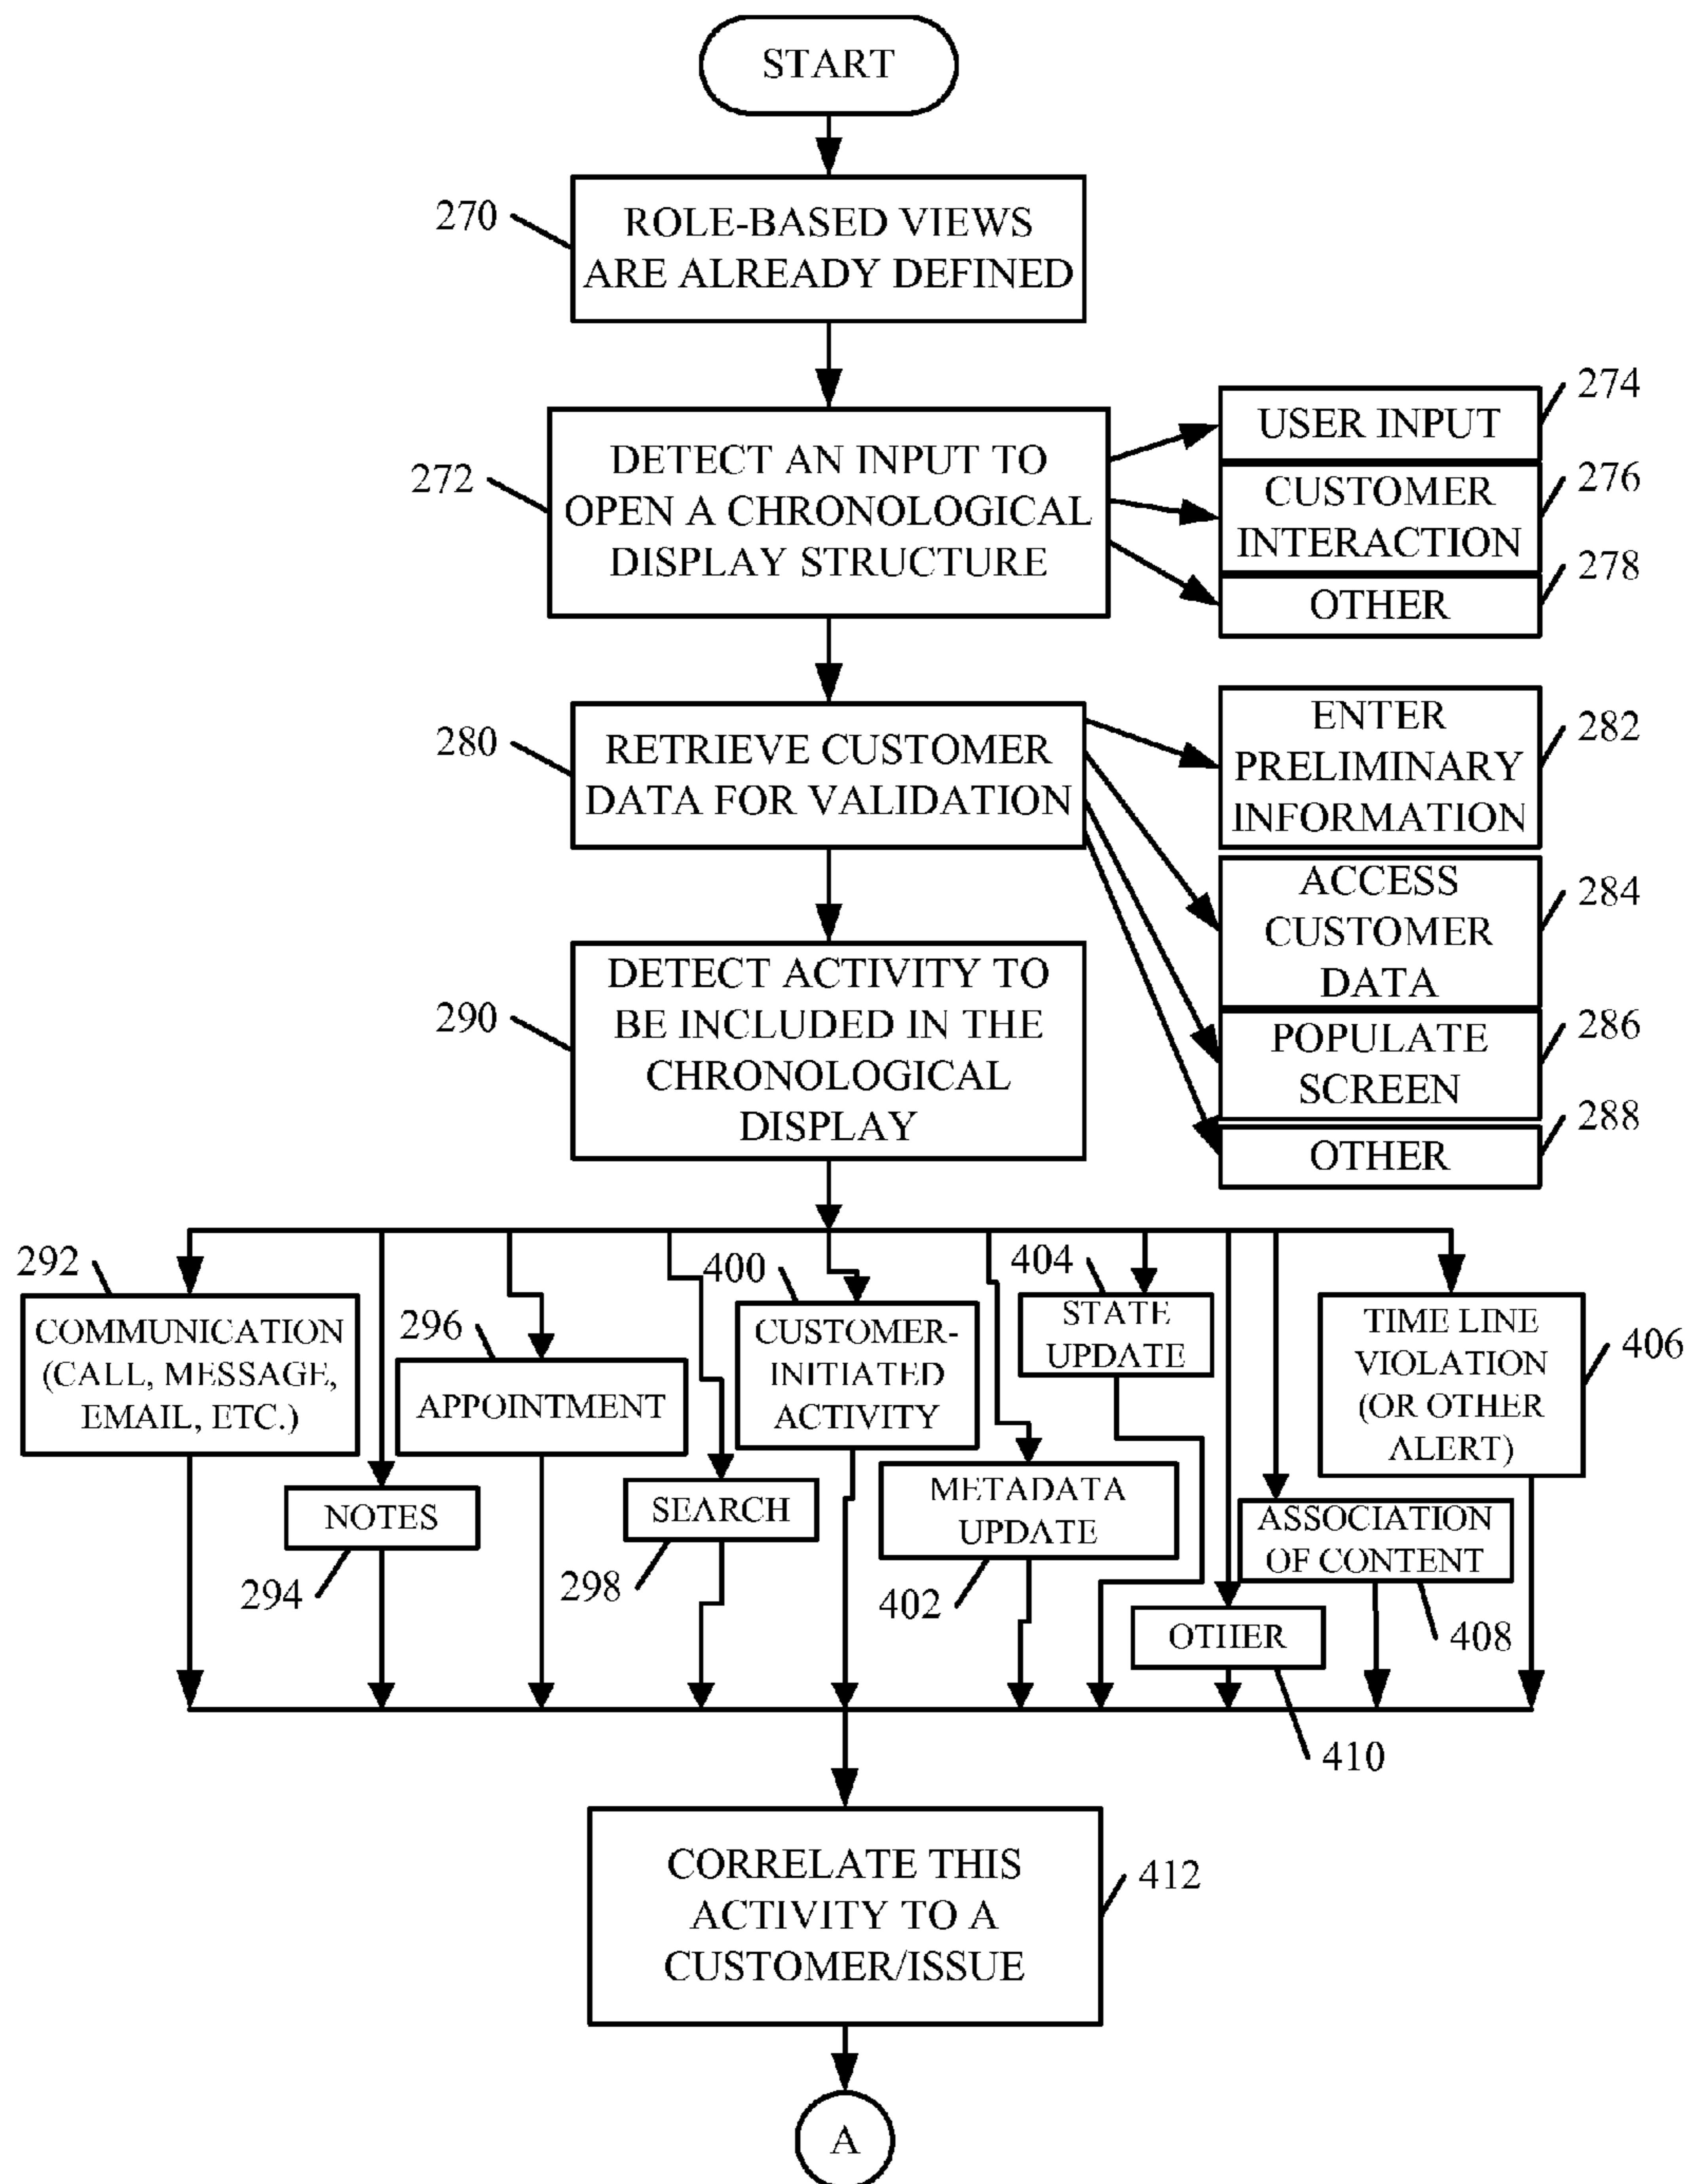 START
270
ROLE-BASED VIEWS
ARE ALREADY DEFINED
272
DETECT AN INPUT TO
OPEN A CHRONOLOGICAL
DISPLAY STRUCTURE
USER INPUT
274
CUSTOMER
INTERACTION
276
OTHER
278
280
RETRIEVE CUSTOMER
DATA FOR VALIDATION
ENTER
PRELIMINARY
INFORMATION
282
ACCESS
CUSTOMER
DATA
284
POPULATE
SCREEN
286
OTHER
288
290
DETECT ACTIVITY TO
BE INCLUDED IN THE
CHRONOLOGICAL
DISPLAY
292
COMMUNICATION
(CALL, MESSAGE,
EMAIL, ETC.)
NOTES
294
296
APPOINTMENT
SEARCH
298
400
CUSTOMER-
INITIATED
ACTIVITY
METADATA
UPDATE
402
404
STATE
UPDATE
TIME LINE
VIOLATION
(OR OTHER
ALERT)
406
ASSOCIATION
OF CONTENT
408
OTHER
410
CORRELATE THIS
ACTIVITY TO A
CUSTOMER/ISSUE
412
A